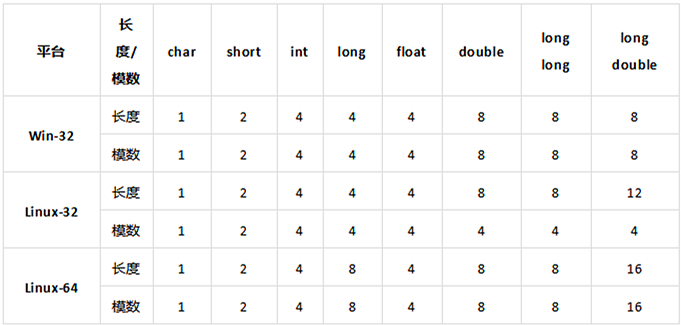 平台 长度/模数 char short int long float double long long long double
Win-32 长度 1 2 4 4 4 8 8 8
模数 1 2 4 4 4 8 8 8
Linux-32 长度 1 2 4 4 4 8 8 12
模数 1 2 4 4 4 4 4 4
Linux-64 长度 1 2 4 8 4 8 8 16
模数 1 2 4 8 4 8 8 16